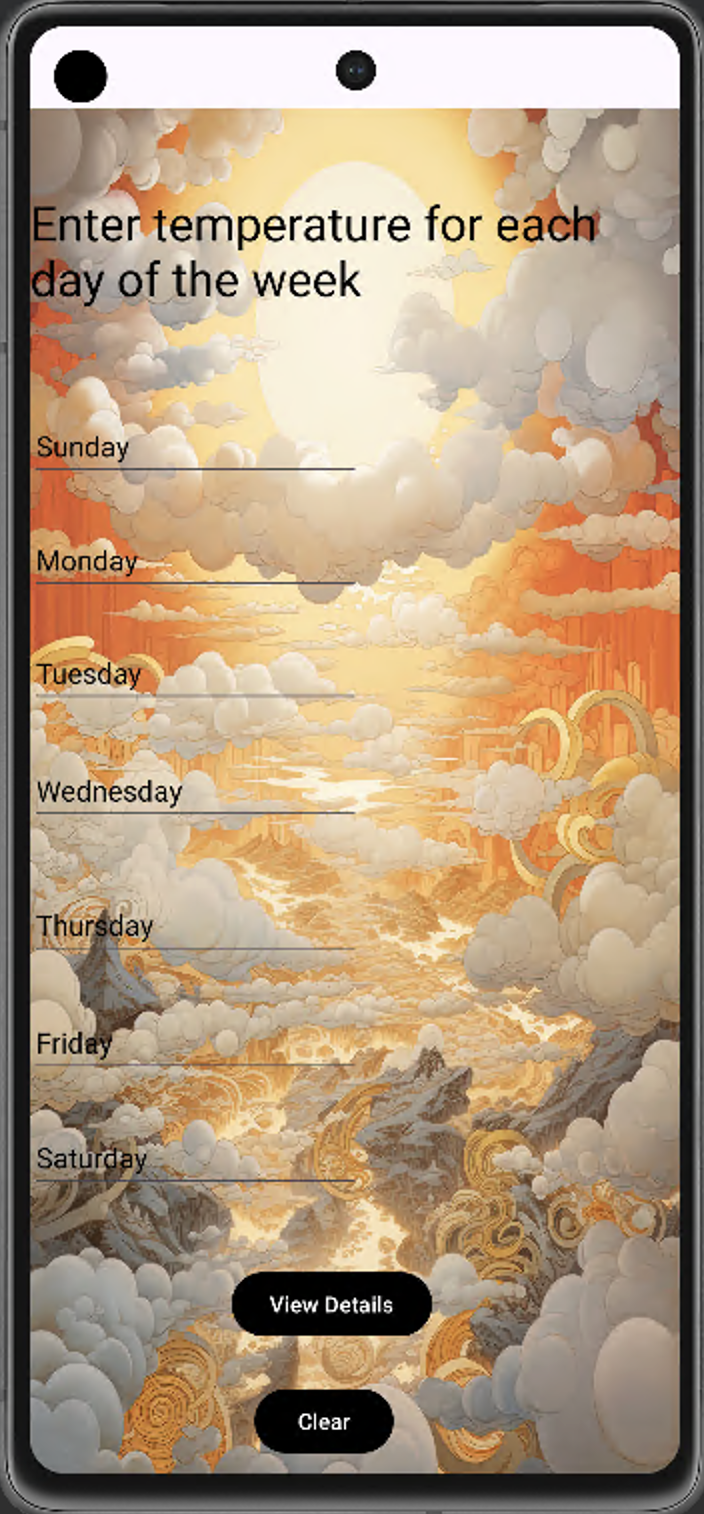 Enter temperature for each
day of the week
Sunday
Monday
Tuesday
Wednesday
Thursday
Friday
Saturday
View Details
Clear